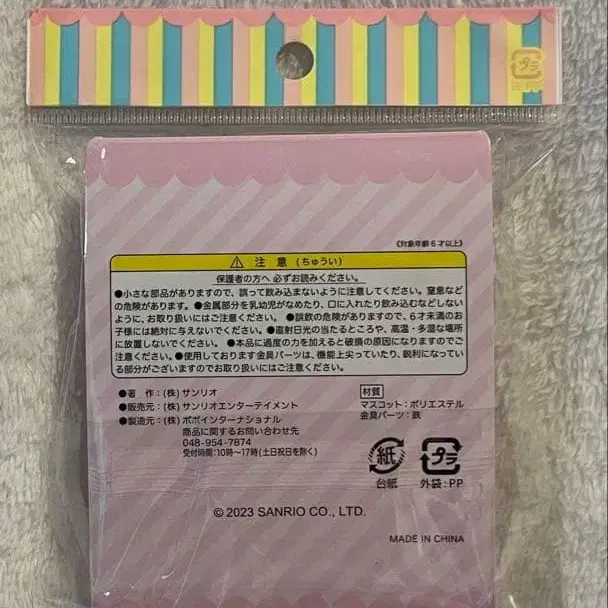 プラ
《対象年齢6才以上》
注 意 (ちゅうい)
保護者の方へ 必ずお読みください。
●小さな部品がありますので、誤って飲み込まないように注意してください。窒息など
の危険があります。●金属部分を乳幼児がなめたり、口に入れたり飲み込むなどしない
ように、お取り扱いにはご注意ください。 ●誤飲の危険がありますので、6才未満のお
子様には絶対に与えないでください。●直射日光の当たるところや、高温・多湿な場所
に放置しないでください。 ●本品に過度の力を加えると破損の原因になりますのでご
注意ください。●使用しております金具パーツは、機能上尖っていたり、鋭利になってい
る部分がございますのでお取り扱いにはご注意ください。
●著 作：(株) サンリオ
●販売元：(株) サンリオエンターテイメント
●製造元：(株) ポポインターナショナル
商品に関するお問い合わせ先
048-954-7874
受付時間:10時〜17時(土日祝日を除く)
材質
マスコット：ポリエステル
金具パーツ：鉄
紙
台紙
プラ
外袋：PP
© 2023 SANRIO CO., LTD.
MADE IN CHINA